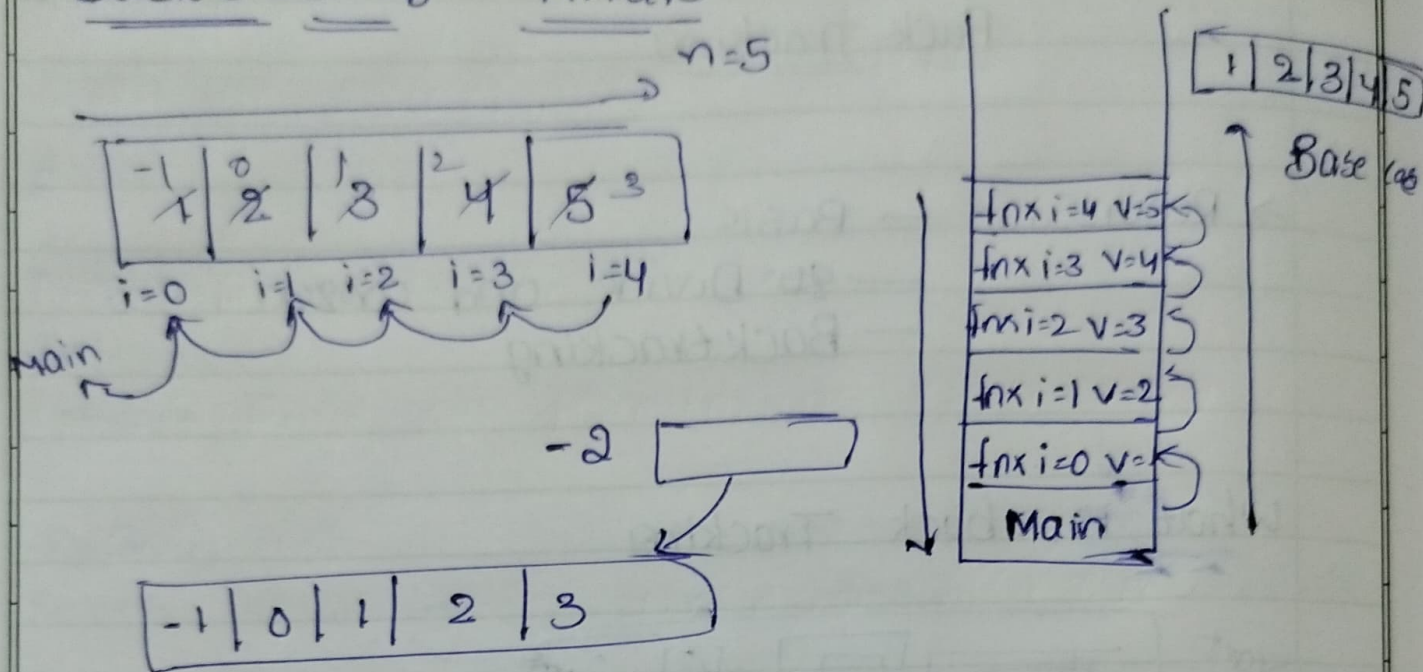 n=5
-1 0 1 2 3
1 2 3 4 5
i=0 i=1 i=2 i=3 i=4
Main
-2
-1 0 1 2 3
1 2 3 4 5
Base
fnx i=4 v=5
fnx i=3 v=4
fnx i=2 v=3
fnx i=1 v=2
fnx i=0 v=
Main